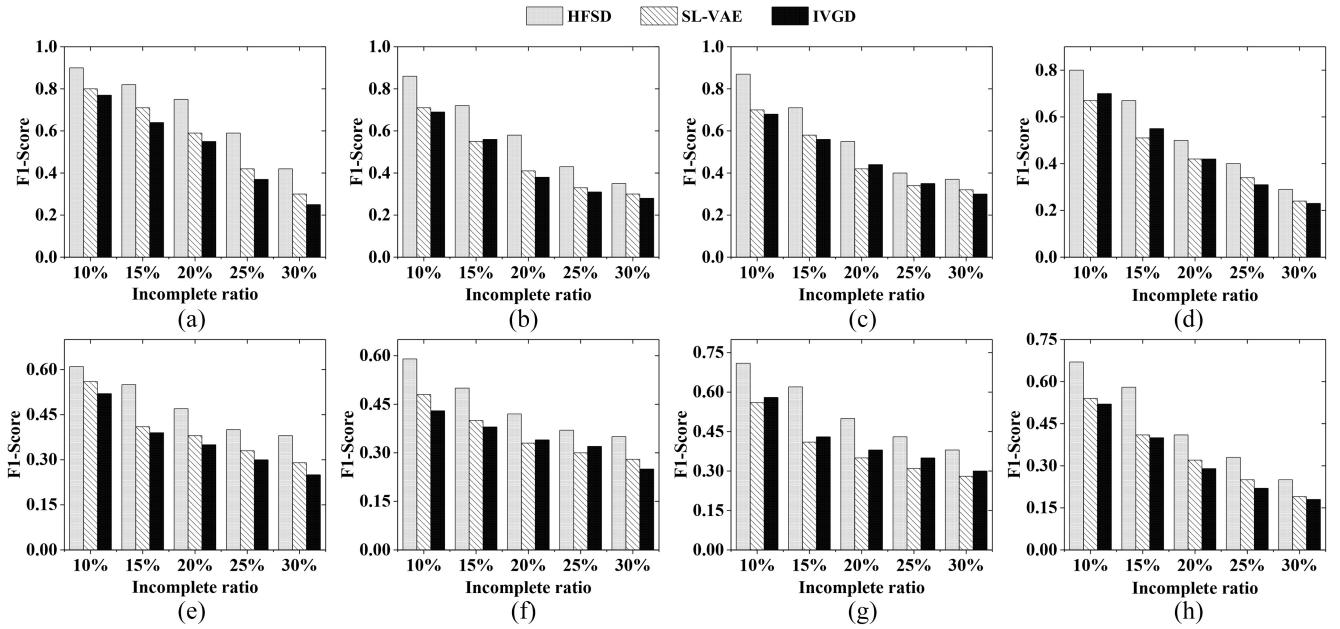 HFSD SL-VAE IVGD
1.0 1.0 1.0
0.8 0.8 0.8 0.8
0.6 0.6 0.6 0.6
0.4 0.4 0.4 0.4
0.2 0.2 0.2 0.2
0.0 0.0 0.0 0.0
F1-Score F1-Score F1-Score F1-Score
10% 15% 20% 25% 30% 10% 15% 20% 25% 30% 10% 15% 20% 25% 30% 10% 15% 20% 25% 30%
Incomplete ratio Incomplete ratio Incomplete ratio Incomplete ratio
(a) (b) (c) (d)
0.75 0.75
0.60 0.60 0.60 0.60
0.45 0.45 0.45 0.45
0.30 0.30 0.30 0.30
0.15 0.15 0.15 0.15
0.00 0.00 0.00 0.00
F1-Score F1-Score F1-Score F1-Score
10% 15% 20% 25% 30% 10% 15% 20% 25% 30% 10% 15% 20% 25% 30% 10% 15% 20% 25% 30%
Incomplete ratio Incomplete ratio Incomplete ratio Incomplete ratio
(e) (f) (g) (h)